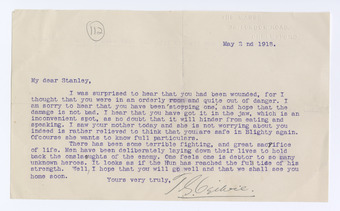 112
May 2nd 1918.
My dear Stanley,
I was surprised to hear that you had been wounded, for I
thought that you were in an orderly room and quite out of danger. I
am sorry to hear that you have been stopping one, and hope that the
damage is not bad. I hear that you have got it in the jaw, which is an
inconvenient spot, as no doubt that it will hinder from eating and
speaking. I saw your mother today and she is not worrying about you
indeed is rather relieved to think that you are safe in Blighty again.
Ofcourse she wants to know full particulars.
There has been some terrible fighting, and great sacrifice
of life. Men have been deliberately laying down their lives to hold
back the onslaughts of the enemy. One feels one is debtor to so many
unknown heroes. It looks as if the Hun has reached the full tide of his
strength. Well, I hope that you will go well and that we shall see you
home soon.
Yours very truly,